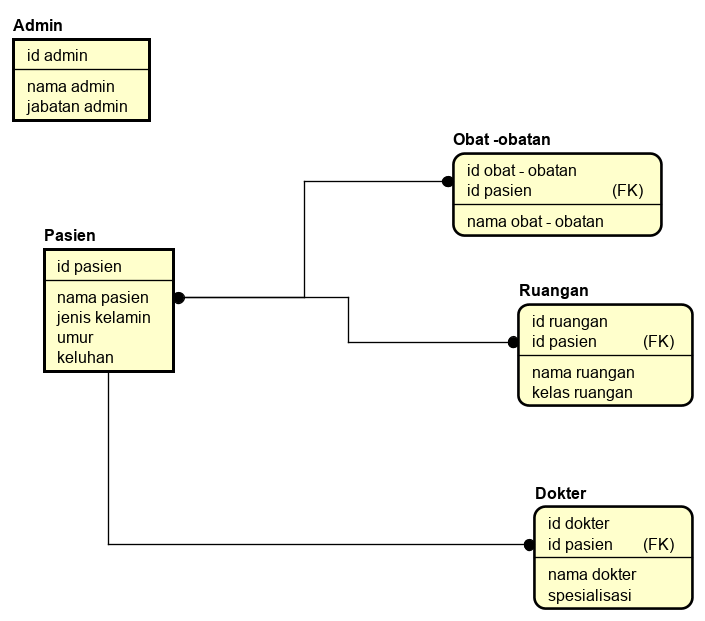 Admin
id admin
nama admin
jabatan admin
Obat -obatan
id obat - obatan
id pasien (FK)
nama obat - obatan
Pasien
id pasien
nama pasien
jenis kelamin
umur
keluhan
Ruangan
id ruangan
id pasien (FK)
nama ruangan
kelas ruangan
Dokter
id dokter
id pasien (FK)
nama dokter
spesialisasi